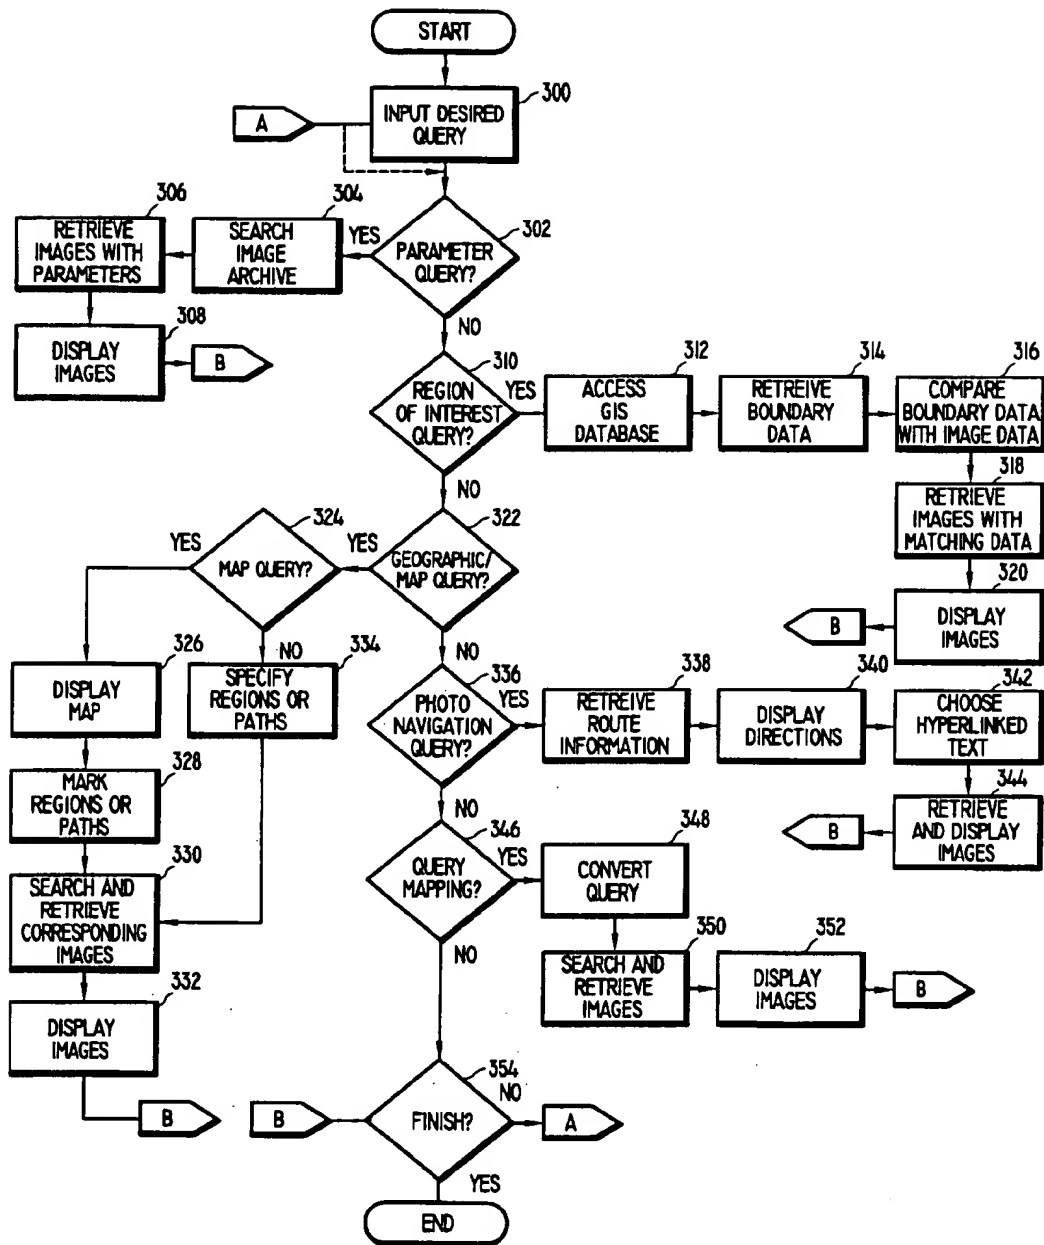 START
300
A
INPUT DESIRED
QUERY
306
304
302
RETRIEVE
IMAGES WITH
PARAMETERS
SEARCH
IMAGE
ARCHIVE
YES
PARAMETER
QUERY?
308
NO
DISPLAY
IMAGES
B
310
312
314
316
REGION
OF INTEREST
QUERY?
YES
ACCESS
GIS
DATABASE
RETREIVE
BOUNDARY
DATA
COMPARE
BOUNDARY DATA
WITH IMAGE DATA
NO
318
RETRIEVE
IMAGES WITH
MATCHING DATA
324
322
YES
MAP QUERY?
YES
GEOGRAPHIC/
MAP QUERY?
320
B
DISPLAY
IMAGES
326
NO
334
NO
336
338
340
342
DISPLAY
MAP
SPECIFY
REGIONS OR
PATHS
PHOTO
NAVIGATION
QUERY?
YES
RETREIVE
ROUTE
INFORMATION
DISPLAY
DIRECTIONS
CHOOSE
HYPERLINKED
TEXT
328
MARK
REGIONS OR
PATHS
NO
344
346
348
B
RETRIEVE
AND DISPLAY
IMAGES
330
QUERY
MAPPING?
YES
CONVERT
QUERY
SEARCH AND
RETRIEVE
CORRESPONDING
IMAGES
NO
350
352
SEARCH AND
RETRIEVE
IMAGES
DISPLAY
IMAGES
B
332
DISPLAY
IMAGES
354
B
B
FINISH?
NO
A
YES
END